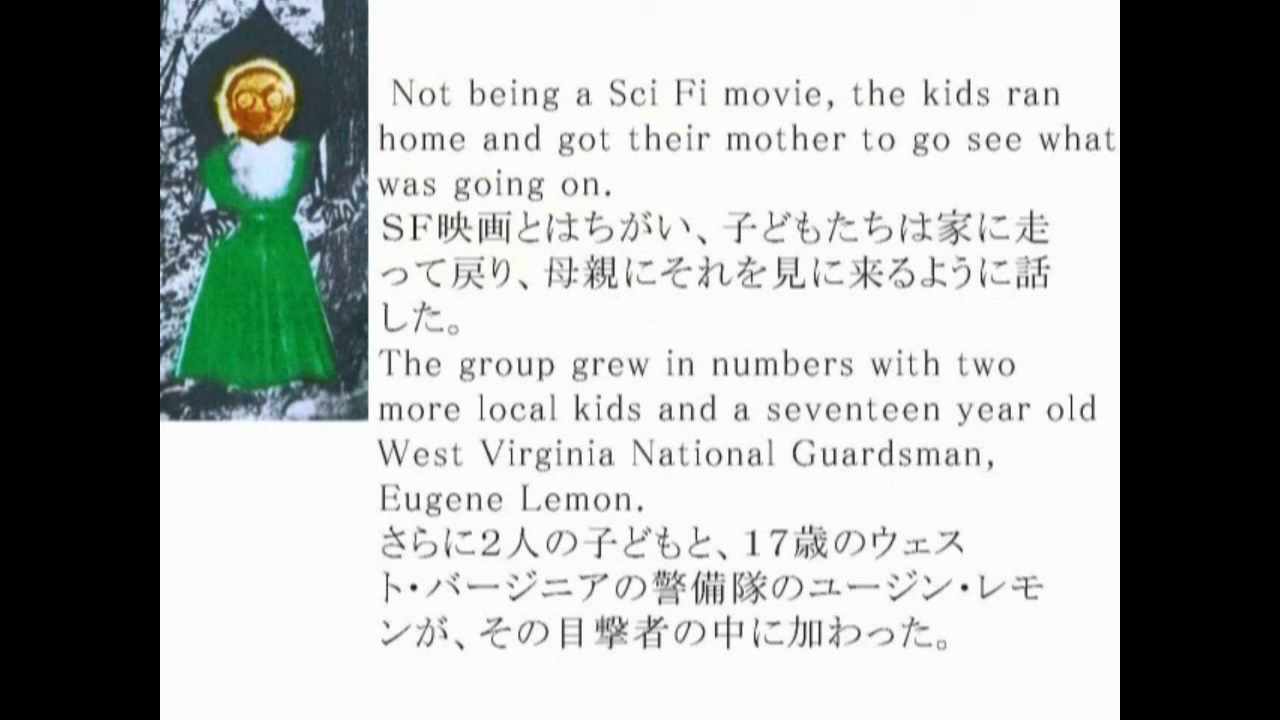 Not being a Sci Fi movie, the kids ran
home and got their mother to go see what
was going on.
ＳＦ映画とはちがい、子どもたちは家に走
って戻り、母親にそれを見に来るように話
した。
The group grew in numbers with two
more local kids and a seventeen year old
West Virginia National Guardsman,
Eugene Lemon.
さらに２人の子どもと、１７歳のウェス
ト・バージニアの警備隊のユージン・レモ
ンが、その目撃者の中に加わった。